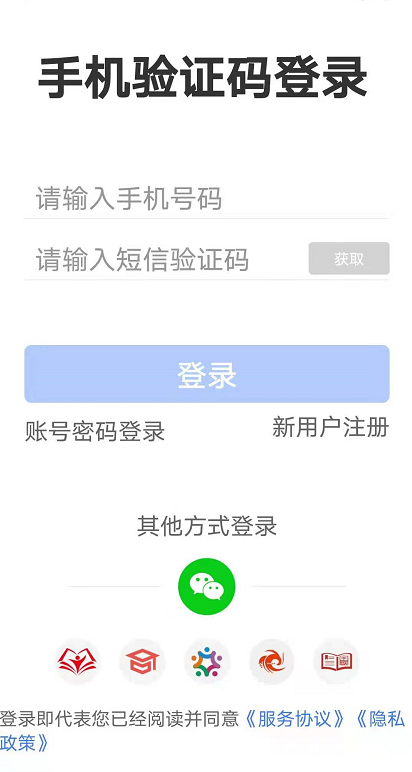 手机验证码登录
请输入手机号码
请输入短信验证码 获取
登录
账号密码登录 新用户注册
其他方式登录
登录即代表您已经阅读并同意《服务协议》《隐私
政策》